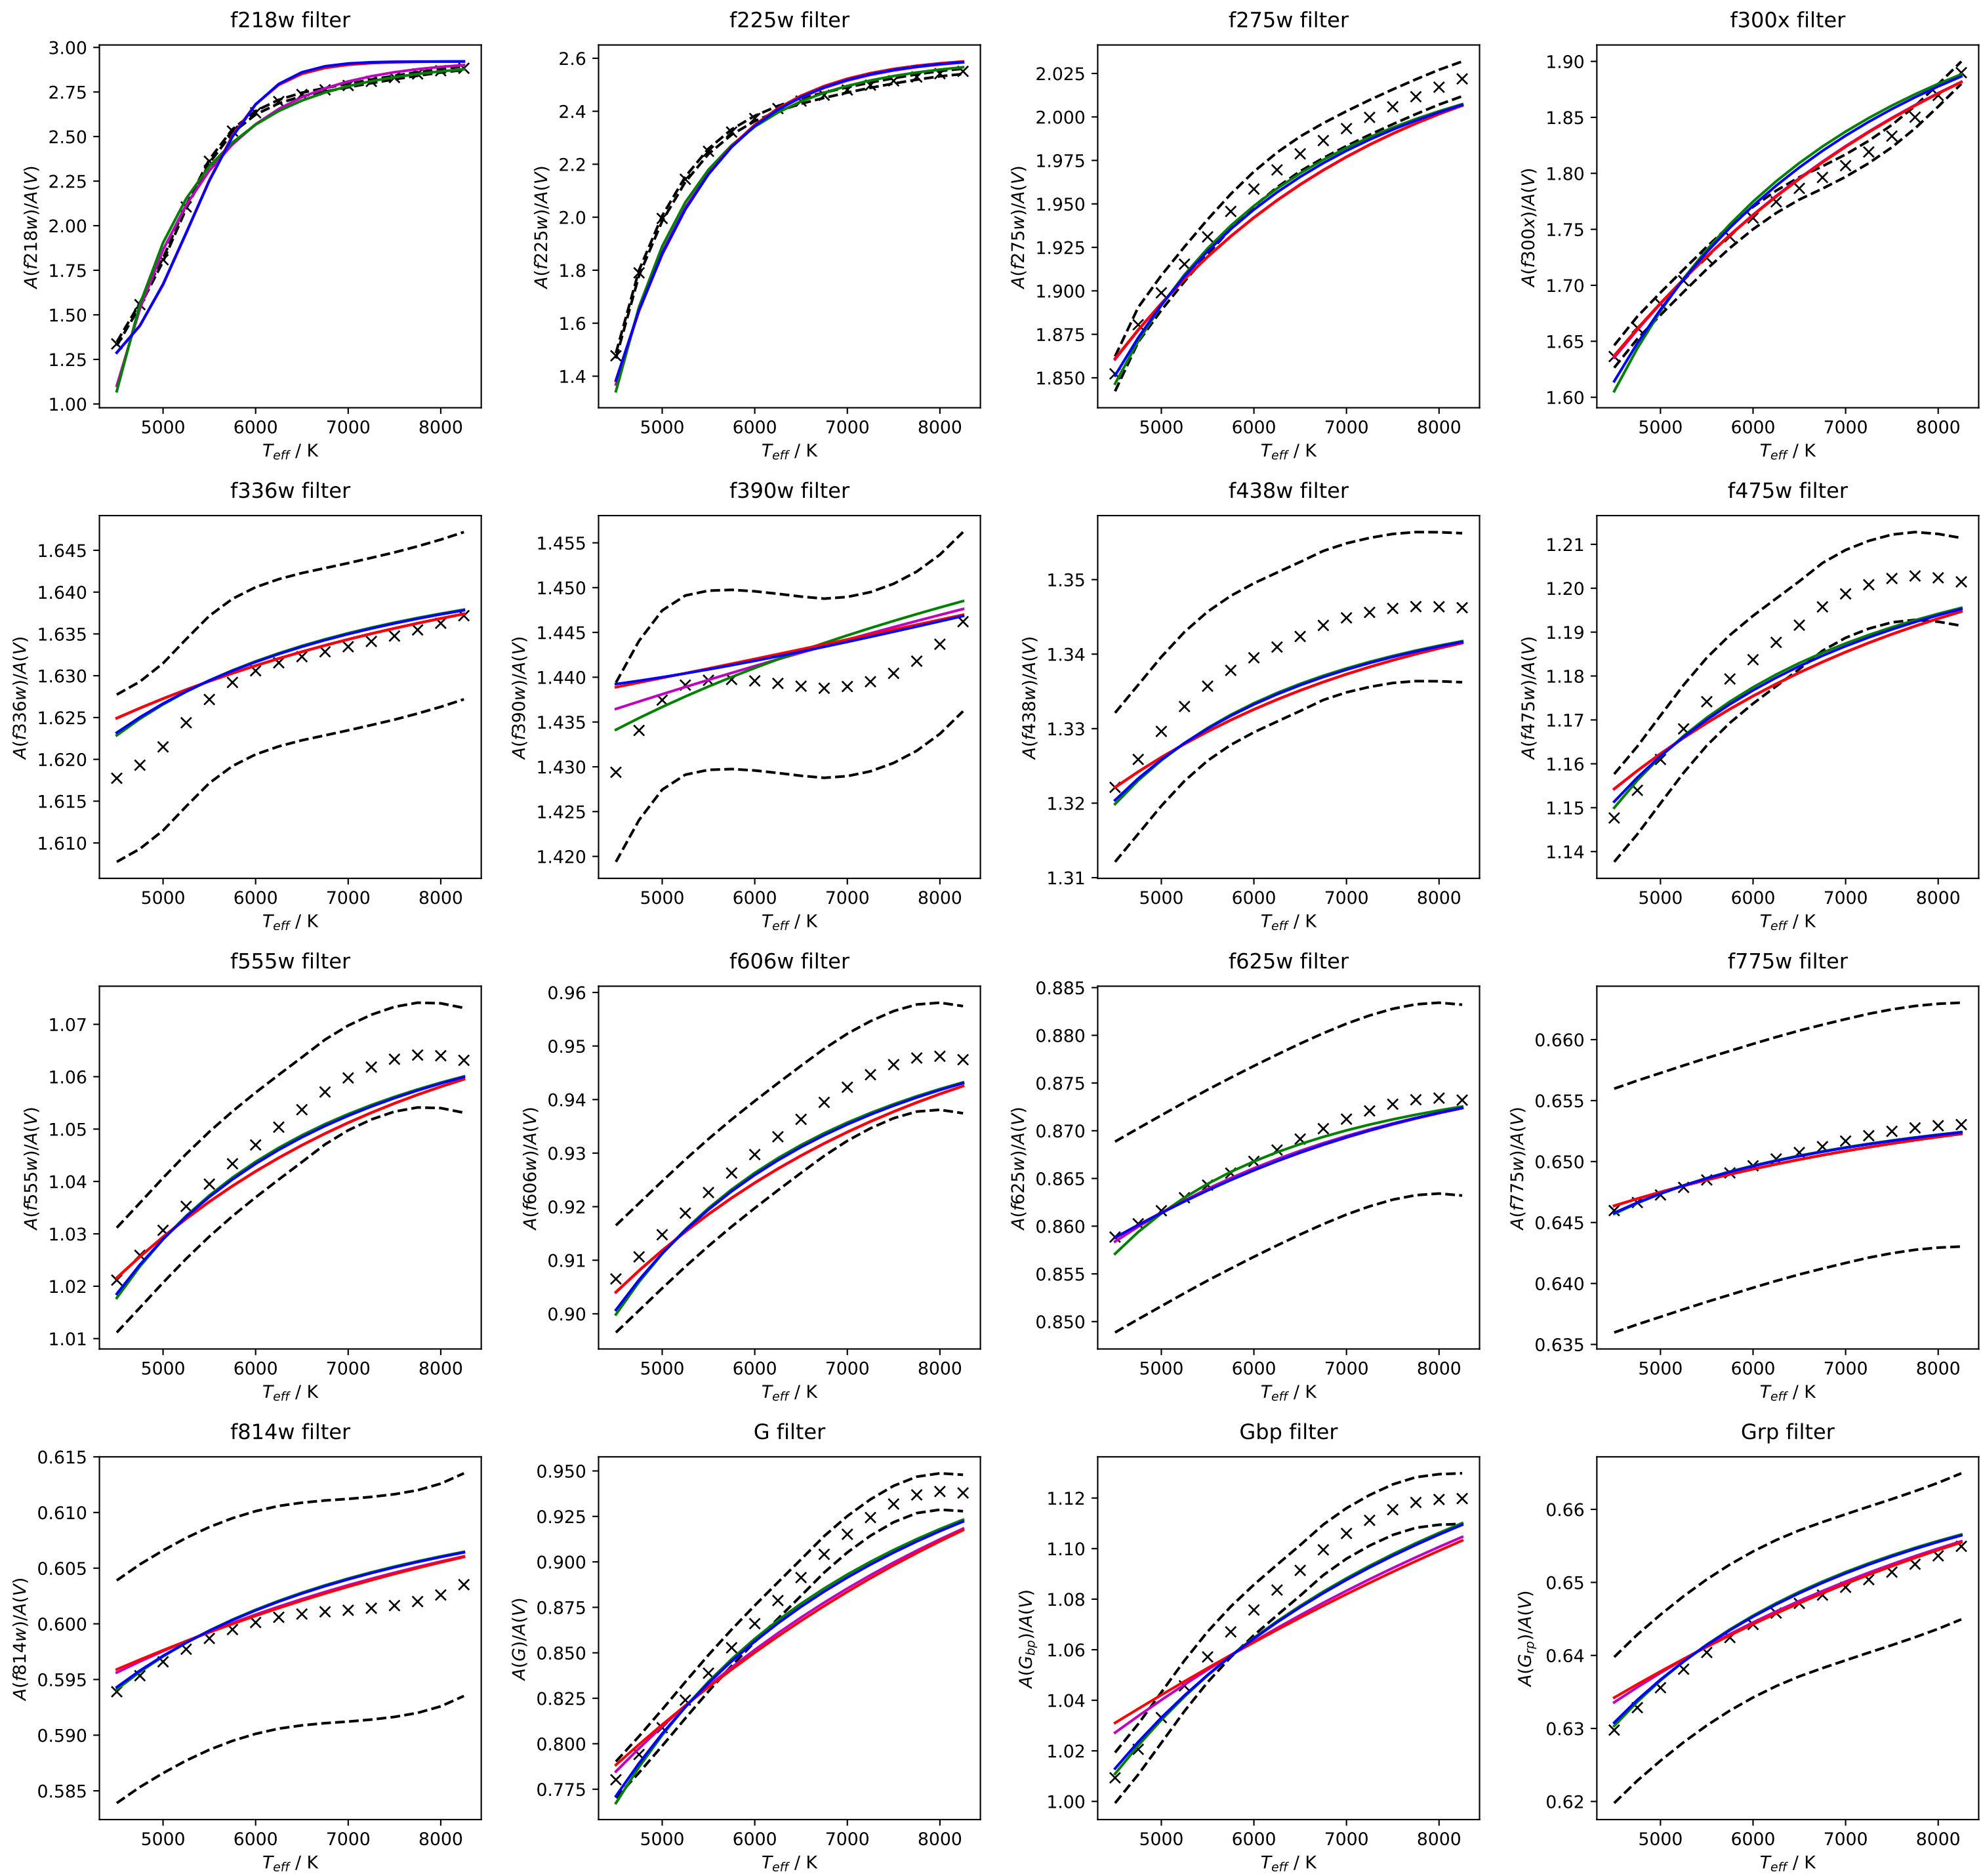 f218w filter
f225w filter
f275w filter
f300x filter
3.00
2.75
2.50
2.25
2.00
1.75
1.50
1.25
1.00
A(f218w)/A(V)
5000 6000 7000 8000
T_eff / K
2.6
2.4
2.2
2.0
1.8
1.6
1.4
A(f225w)/A(V)
5000 6000 7000 8000
T_eff / K
2.025
2.000
1.975
1.950
1.925
1.900
1.875
1.850
A(f275w)/A(V)
5000 6000 7000 8000
T_eff / K
1.90
1.85
1.80
1.75
1.70
1.65
1.60
A(f300x)/A(V)
5000 6000 7000 8000
T_eff / K
f336w filter
f390w filter
f438w filter
f475w filter
1.645
1.640
1.635
1.630
1.625
1.620
1.615
1.610
A(f336w)/A(V)
5000 6000 7000 8000
T_eff / K
1.455
1.450
1.445
1.440
1.435
1.430
1.425
1.420
A(f390w)/A(V)
5000 6000 7000 8000
T_eff / K
1.35
1.34
1.33
1.32
1.31
A(f438w)/A(V)
5000 6000 7000 8000
T_eff / K
1.21
1.20
1.19
1.18
1.17
1.16
1.15
1.14
A(f475w)/A(V)
5000 6000 7000 8000
T_eff / K
f555w filter
f606w filter
f625w filter
f775w filter
1.07
1.06
1.05
1.04
1.03
1.02
1.01
A(f555w)/A(V)
5000 6000 7000 8000
T_eff / K
0.96
0.95
0.94
0.93
0.92
0.91
0.90
A(f606w)/A(V)
5000 6000 7000 8000
T_eff / K
0.885
0.880
0.875
0.870
0.865
0.860
0.855
0.850
A(f625w)/A(V)
5000 6000 7000 8000
T_eff / K
0.660
0.655
0.650
0.645
0.640
0.635
A(f775w)/A(V)
5000 6000 7000 8000
T_eff / K
f814w filter
G filter
Gbp filter
Grp filter
0.615
0.610
0.605
0.600
0.595
0.590
0.585
A(f814w)/A(V)
5000 6000 7000 8000
T_eff / K
0.950
0.925
0.900
0.875
0.850
0.825
0.800
0.775
A(G)/A(V)
5000 6000 7000 8000
T_eff / K
1.12
1.10
1.08
1.06
1.04
1.02
1.00
A(G_bp)/A(V)
5000 6000 7000 8000
T_eff / K
0.66
0.65
0.64
0.63
0.62
A(G_rp)/A(V)
5000 6000 7000 8000
T_eff / K